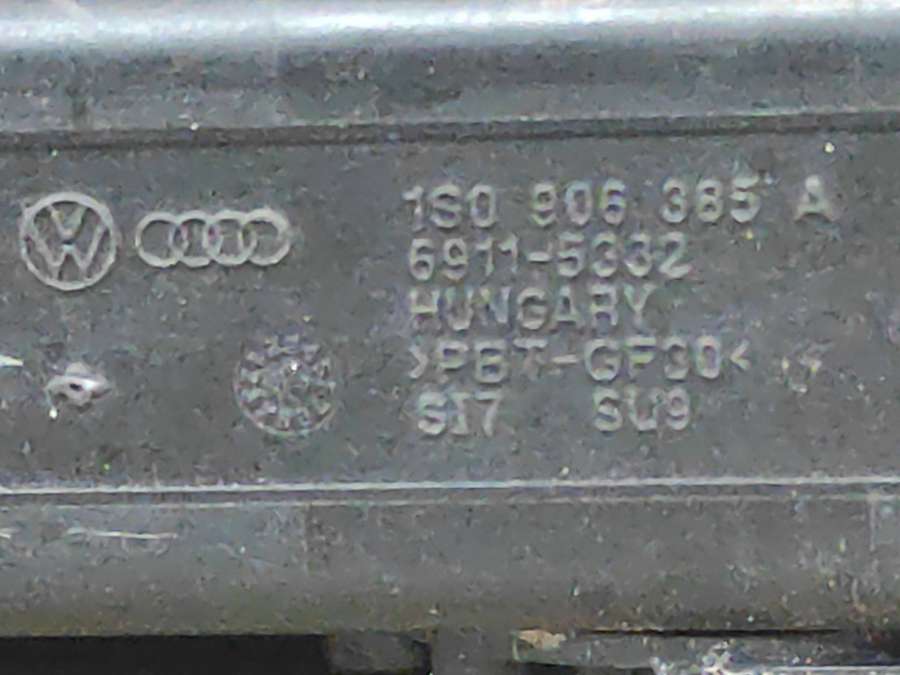 1S0 906 385 A
6911-5332
HUNGARY
>PBT-GF30<
SI7 SU9